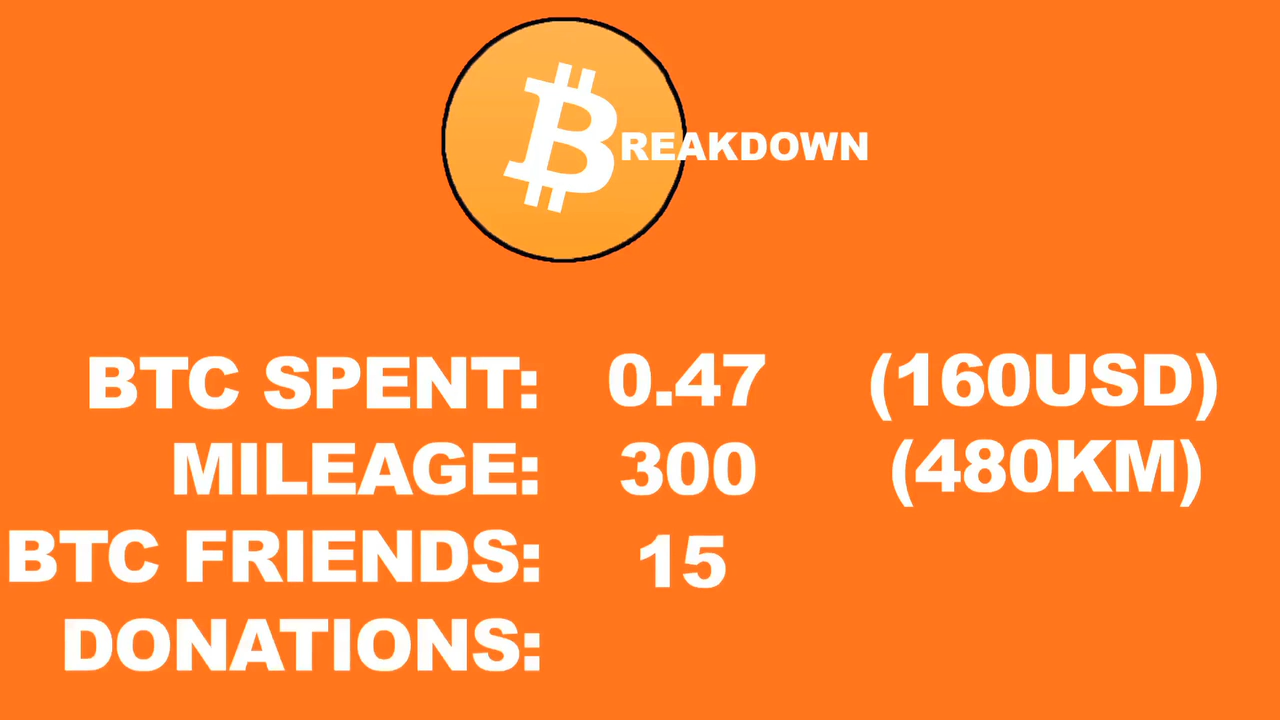 BREAKDOWN
BTC SPENT: 0.47 (160USD)
MILEAGE: 300 (480KM)
BTC FRIENDS: 15
DONATIONS: